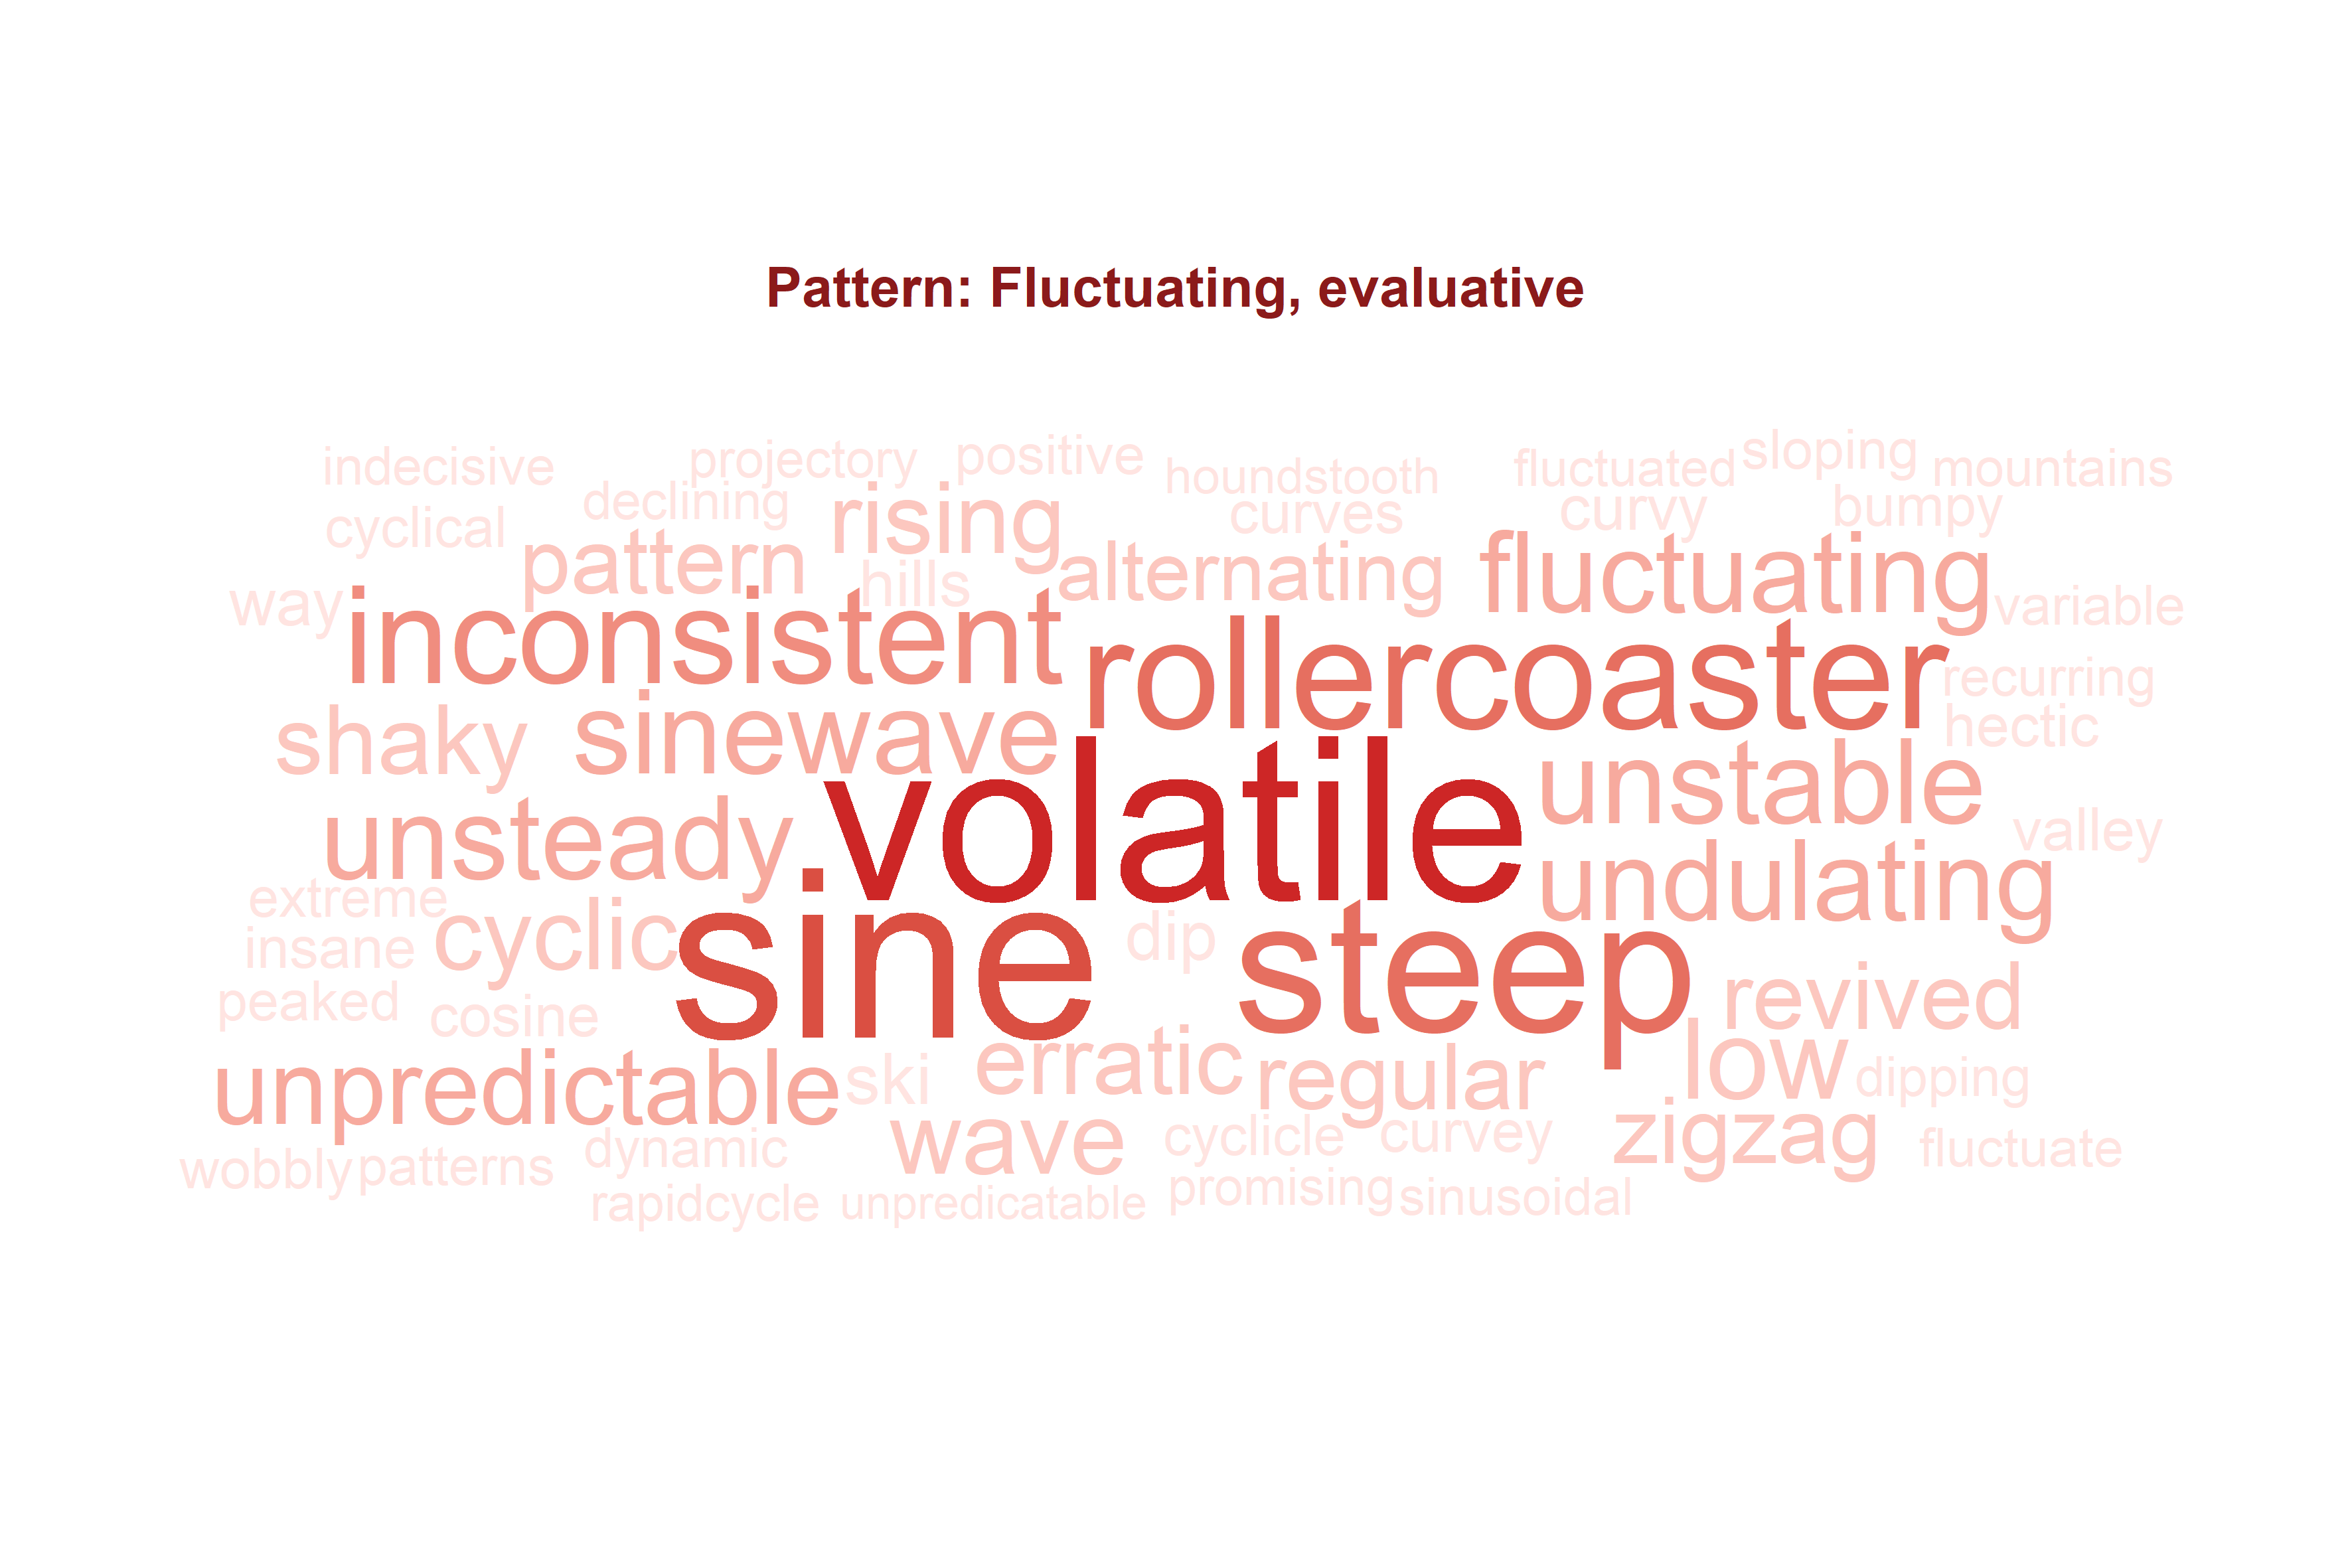 Pattern: Fluctuating, evaluative
indecisive projectory positive houndstooth fluctuated sloping mountains
cyclical declining rising curves curvy bumpy
way pattern hills alternating fluctuating variable
inconsistent rollercoaster recurring
shaky sinewave hectic
unsteady volatile unstable valley
extreme undulating
insane cyclic sine dip steep
peaked cosine revived
unpredictable ski erratic regular low dipping
wave cyclicle curvey zigzag fluctuate
wobbly patterns dynamic
rapidcycle unpredicatable promising sinusoidal